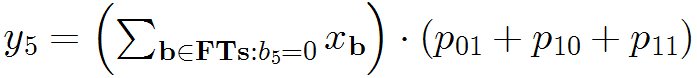 $y_5 = \left( \sum_{\mathbf{b} \in \mathbf{FTs}: b_5 = 0} x_{\mathbf{b}} \right) \cdot (p_{01} + p_{10} + p_{11})$